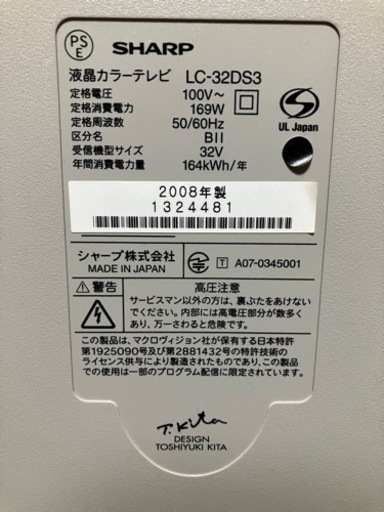 PS
E
SHARP
液晶カラーテレビ LC-32DS3
定格電圧 100V～
定格消費電力 169W
定格周波数 50/60Hz
区分名 BII
受信機型サイズ 32V
年間消費電力量 164kWh/年
S
UL Japan
2008年製
1324481
シャープ株式会社
MADE IN JAPAN
T A07-0345001
警告
高圧注意
サービスマン以外の方は、裏ぶたをあけない
でください。内部には高電圧部分が数多く
あり、万一さわると危険です。
この製品は、マクロヴィジョン社が保有する日本特許
第1925090号及び第2881432号の特許技術の
ライセンス供与により製造されています。この製品
での使用は一部のプログラム配信に限定されています。
T. Kita
DESIGN
TOSHIYUKI KITA